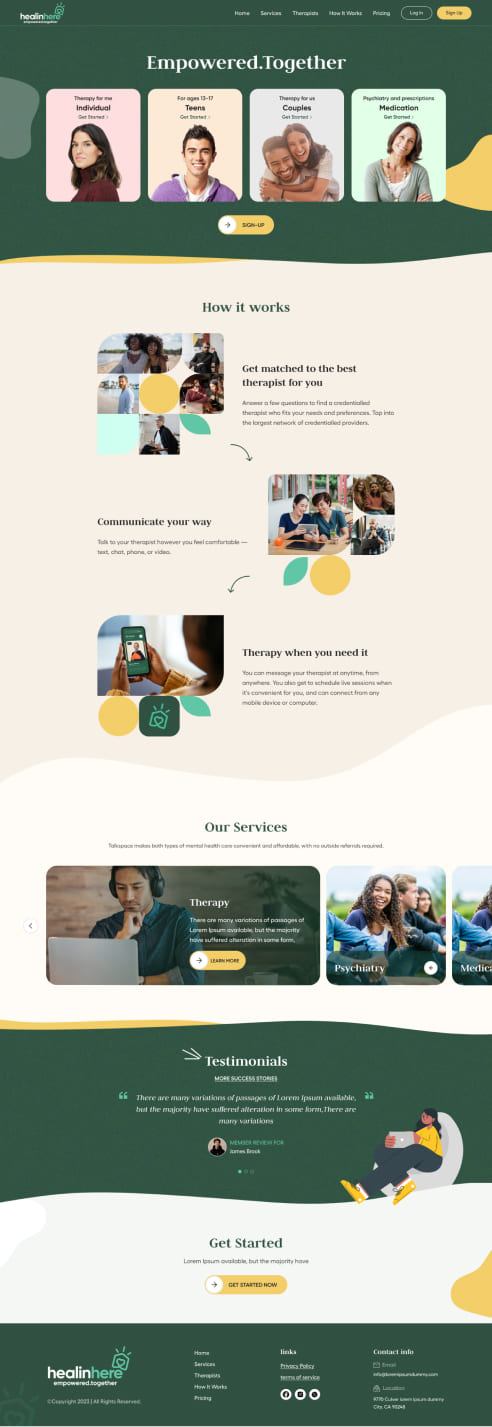 healinhere
empowered.together
Home Services Therapists How It Works Pricing Log In Sign Up
Empowered.Together
Therapy for me
Individual
Get Started >
For ages 13-17
Teens
Get Started >
Therapy for us
Couples
Get Started >
Psychiatry and prescriptions
Medication
Get Started >
SIGN-UP
How it works
Get matched to the best
therapist for you
Answer a few questions to find a credentialled
therapist who fits your needs and preferences. Tap into
the largest network of credentialled providers.
Communicate your way
Talk to your therapist however you feel comfortable —
text, chat, phone, or video.
Therapy when you need it
You can message your therapist at anytime, from
anywhere. You also get to schedule live sessions when
it's convenient for you, and can connect from any
mobile device or computer.
Our Services
Talkspace makes both types of mental health care convenient and affordable, with no outside referrals required.
Therapy
There are many variations of passages of
Lorem Ipsum available, but the majority
have suffered alteration in some form,
LEARN MORE
Psychiatry
Medica
Testimonials
MORE SUCCESS STORIES
“ There are many variations of passages of Lorem Ipsum available, ”
but the majority have suffered alteration in some form,There are
many variations
MEMBER REVIEW FOR
James Brook
Get Started
Lorem Ipsum available, but the majority have
GET STARTED NOW
healinhere
empowered.together
©Copyright 2023 | All Rights Reserved.
Home
Services
Therapists
How It Works
Pricing
links
Privacy Policy
terms of service
Contact info
Email
info@loremipsumdummy.com
Location
9770 Culver lorem Ipsum dummy
City, CA 90248